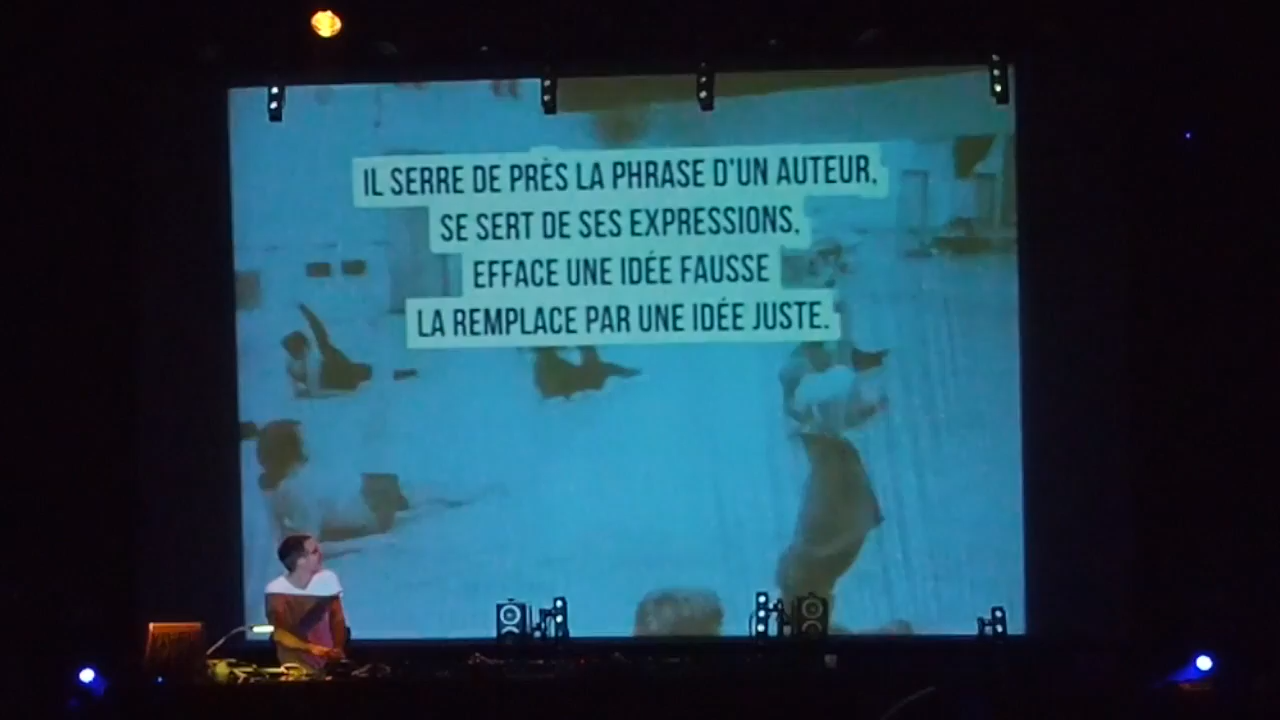 IL SERRE DE PRÈS LA PHRASE D'UN AUTEUR,
SE SERT DE SES EXPRESSIONS,
EFFACE UNE IDÉE FAUSSE
LA REMPLACE PAR UNE IDÉE JUSTE.